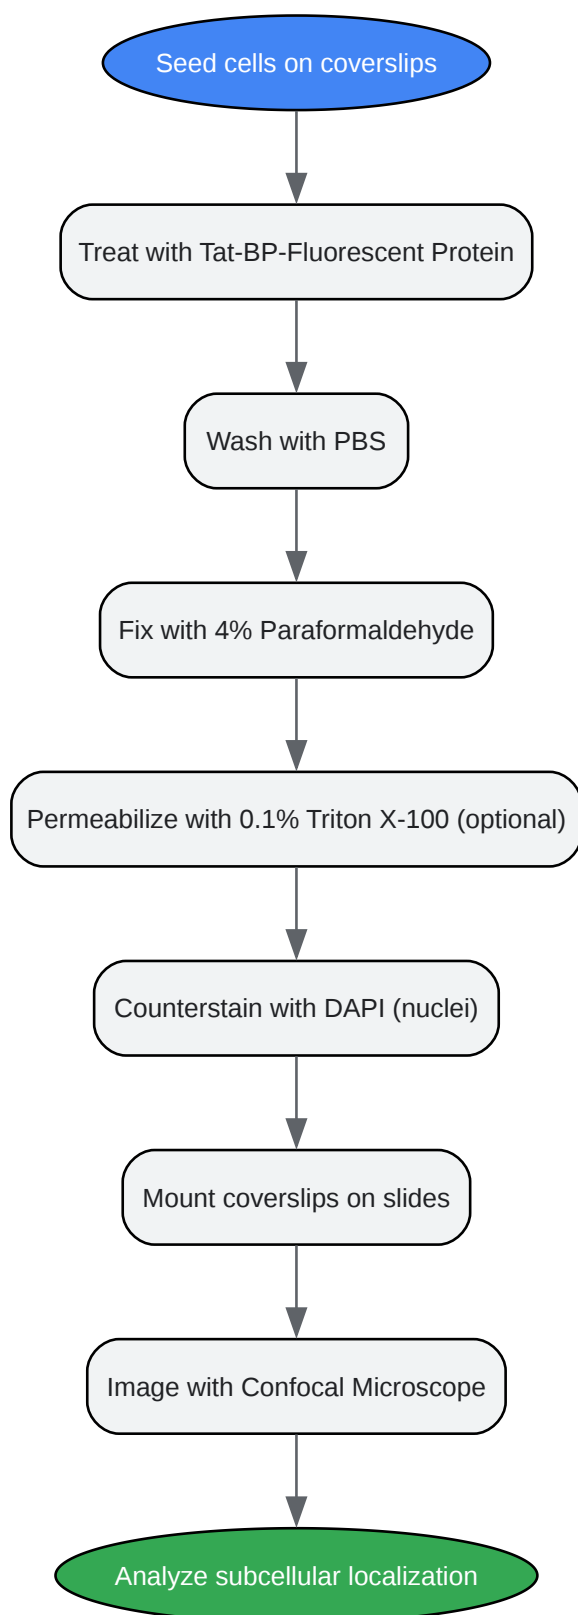 Seed cells on coverslips
Treat with Tat-BP-Fluorescent Protein
Wash with PBS
Fix with 4% Paraformaldehyde
Permeabilize with 0.1% Triton X-100 (optional)
Counterstain with DAPI (nuclei)
Mount coverslips on slides
Image with Confocal Microscope
Analyze subcellular localization